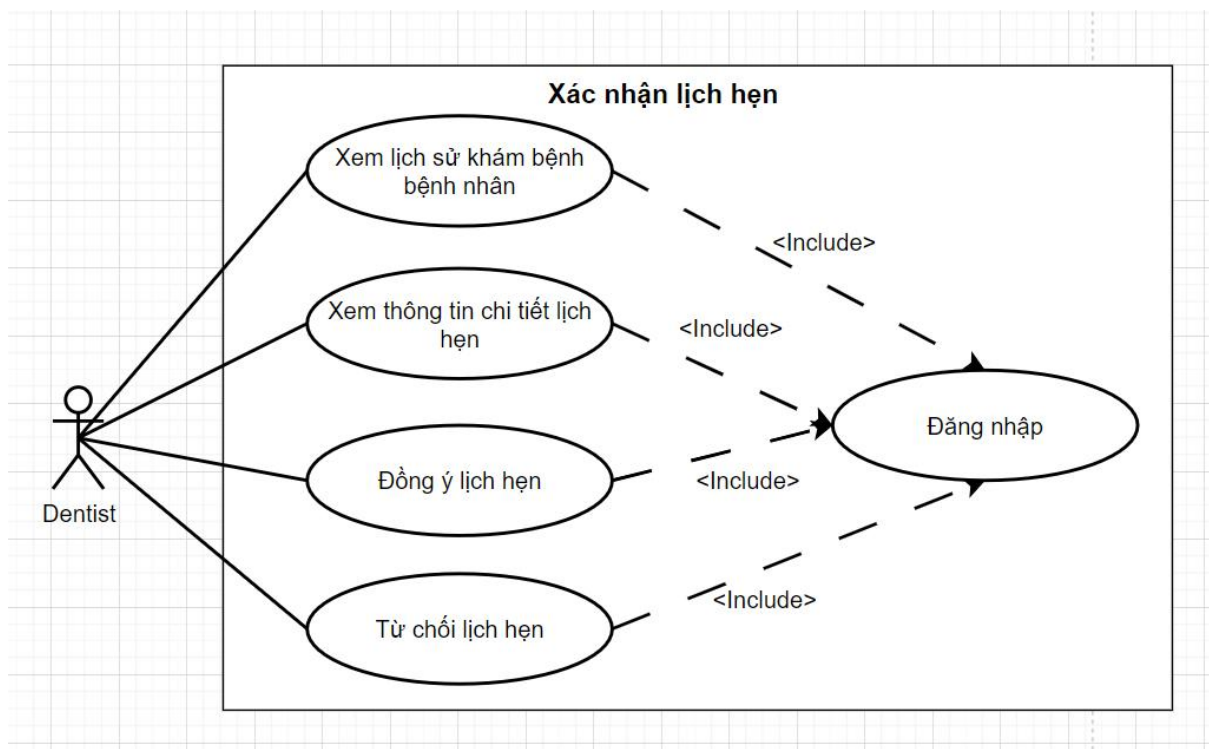 Xác nhận lịch hẹn
Xem lịch sử khám bệnh
bệnh nhân
<Include>
Xem thông tin chi tiết lịch
hẹn
<Include>
Đăng nhập
Đồng ý lịch hẹn
<Include>
Dentist
Từ chối lịch hẹn
<Include>